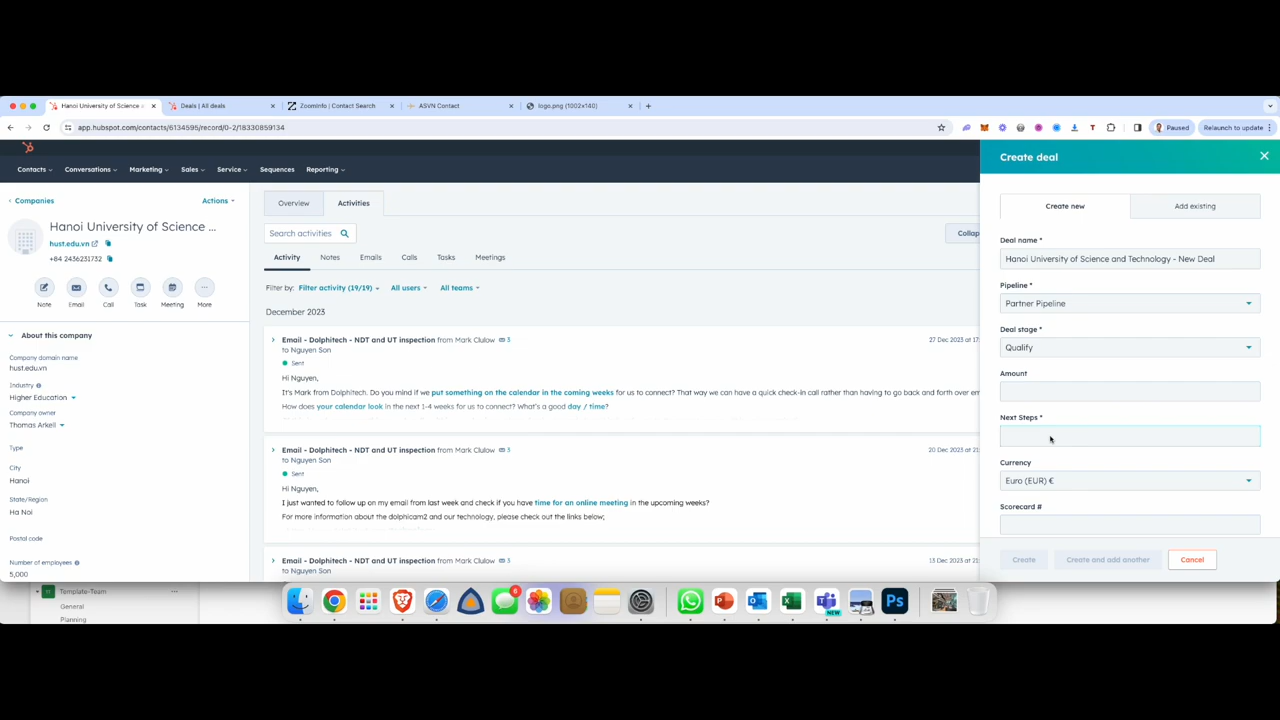 Hanoi University of Science a
Deals | All deals
ZoomInfo | Contact Search
ASVN Contact
logo.png (1002×140)
app.hubspot.com/contacts/6134595/record/0-2/18330859134
Paused
Relaunch to update
Contacts
Conversations
Marketing
Sales
Service
Sequences
Reporting
Companies
Actions
Hanoi University of Science ...
hust.edu.vn
+84 2436231732
Note
Email
Call
Task
Meeting
More
About this company
Company domain name
hust.edu.vn
Industry
Higher Education
Company owner
Thomas Arkell
Type
City
Hanoi
State/Region
Ha Noi
Postal code
Number of employees
5,000
Overview
Activities
Search activities
Collap
Activity
Notes
Emails
Calls
Tasks
Meetings
Filter by: Filter activity (19/19)
All users
All teams
December 2023
Email - Dolphitech - NDT and UT inspection from Mark Clulow 3
27 Dec 2023 at 17:
to Nguyen Son
Sent
Hi Nguyen,
It's Mark from Dolphitech. Do you mind if we put something on the calendar in the coming weeks for us to connect? That way we can have a quick check-in call rather than having to go back and forth over em
How does your calendar look in the next 1-4 weeks for us to connect? What's a good day / time?
Email - Dolphitech - NDT and UT inspection from Mark Clulow 3
20 Dec 2023 at
to Nguyen Son
Sent
Hi Nguyen,
I just wanted to follow up on my email from last week and check if you have time for an online meeting in the upcoming weeks?
For more information about the dolphicam2 and our technology, please check out the links below;
Email - Dolphitech - NDT and UT inspection from Mark Clulow 3
13 Dec 2023 at
to Nguyen Son
Create deal
Create new
Add existing
Deal name *
Hanoi University of Science and Technology - New Deal
Pipeline *
Partner Pipeline
Deal stage *
Qualify
Amount
Next Steps *
Currency
Euro (EUR) €
Scorecard #
Create
Create and add another
Cancel
Template-Team
General
Planning
NEW
Ps